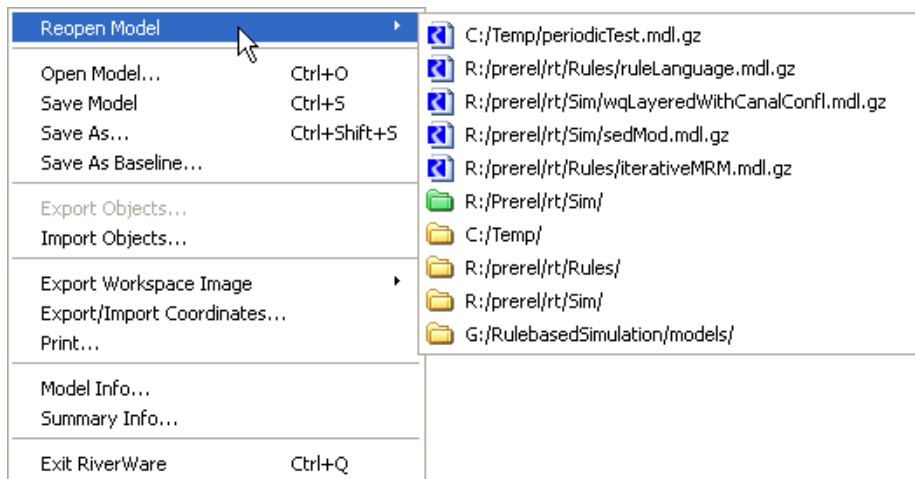 Reopen Model
Open Model... Ctrl+O
Save Model Ctrl+S
Save As... Ctrl+Shift+S
Save As Baseline...
Export Objects...
Import Objects...
Export Workspace Image
Export/Import Coordinates...
Print...
Model Info...
Summary Info...
Exit RiverWare Ctrl+Q
C:/Temp/periodicTest.mdl.gz
R:/prerel/rt/Rules/ruleLanguage.mdl.gz
R:/prerel/rt/Sim/wqLayeredWithCanalConfl.mdl.gz
R:/prerel/rt/Sim/sedMod.mdl.gz
R:/prerel/rt/Rules/iterativeMRM.mdl.gz
R:/Prerel/rt/Sim/
C:/Temp/
R:/prerel/rt/Rules/
R:/prerel/rt/Sim/
G:/RulebasedSimulation/models/